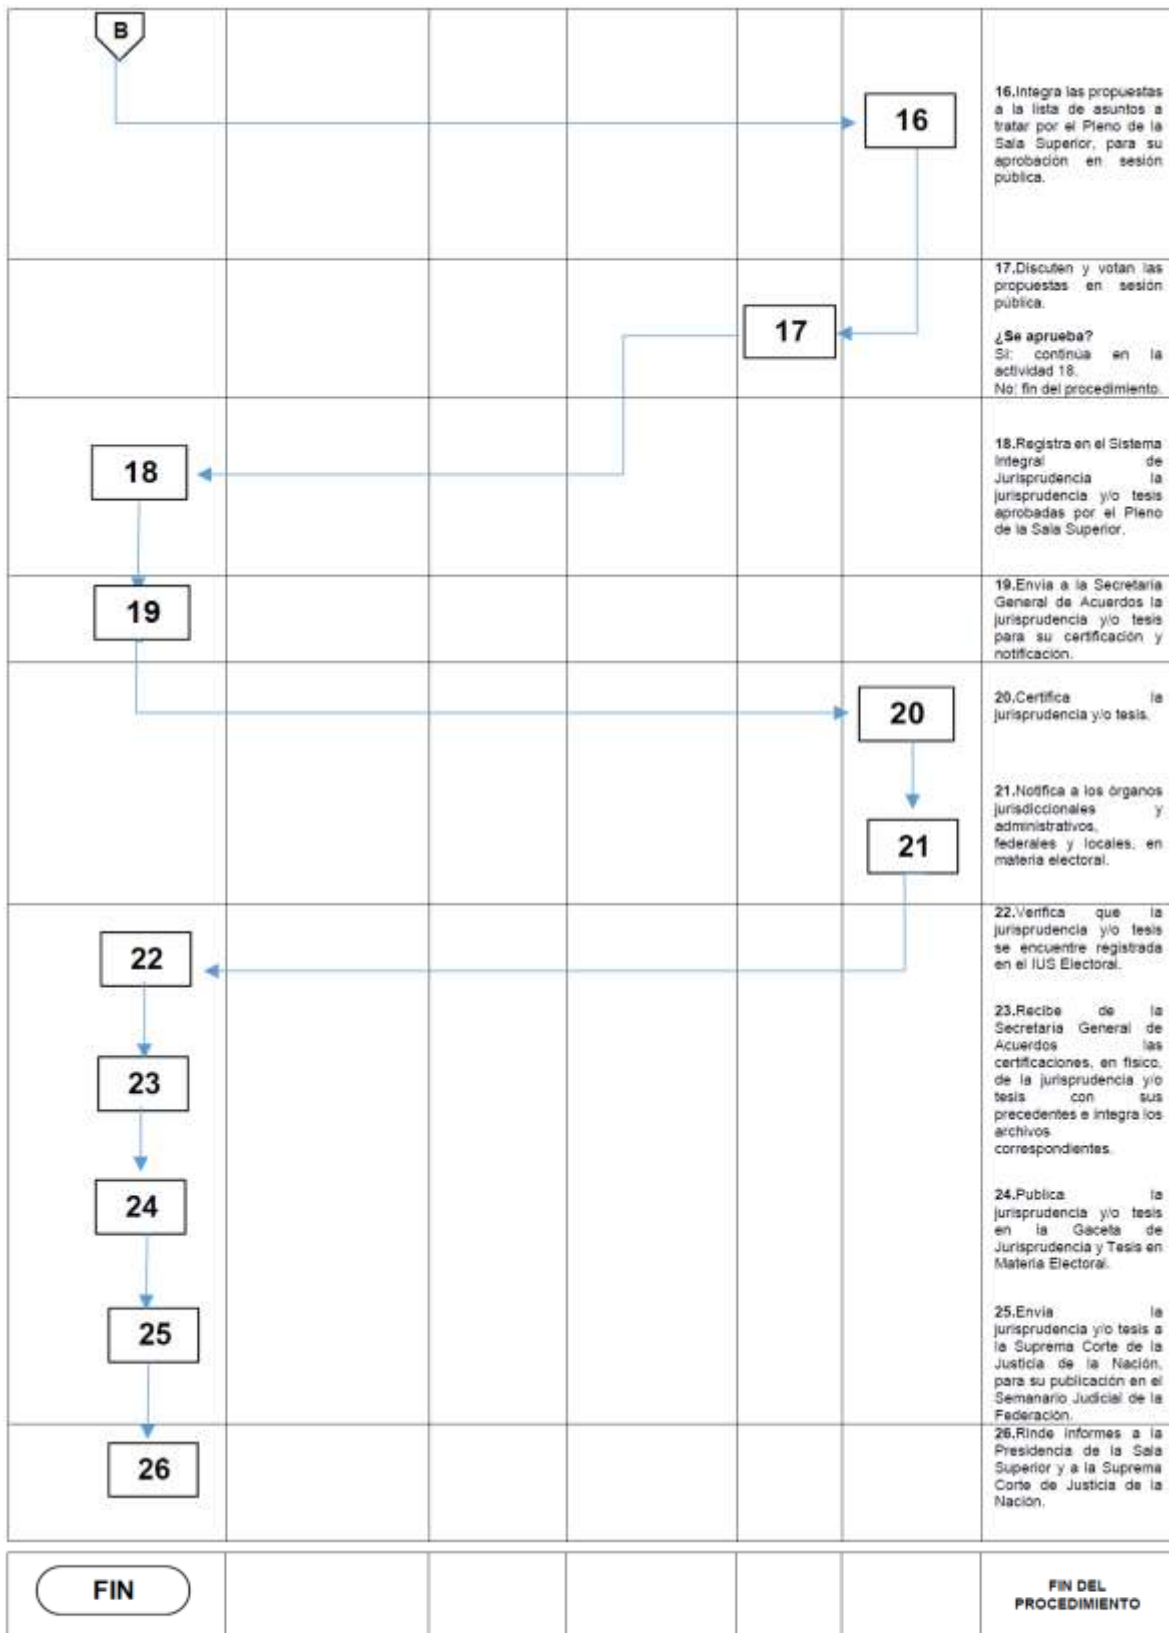 B
16
16.Integra las propuestas
a la lista de asuntos a
tratar por el Pleno de la
Sala Superior, para su
aprobación en sesión
pública.
17
17.Discuten y votan las
propuestas en sesión
pública.
¿Se aprueba?
Sí: continúa en la
actividad 18.
No: fin del procedimiento.
18
18.Registra en el Sistema
Integral de
Jurisprudencia la
jurisprudencia y/o tesis
aprobadas por el Pleno
de la Sala Superior.
19
19.Envía a la Secretaría
General de Acuerdos la
jurisprudencia y/o tesis
para su certificación y
notificación.
20
20.Certifica la
jurisprudencia y/o tesis.
21
21.Notifica a los órganos
jurisdiccionales y
administrativos,
federales y locales, en
materia electoral.
22
22.Verifica que la
jurisprudencia y/o tesis
se encuentre registrada
en el IUS Electoral.
23
23.Recibe de la
Secretaría General de
Acuerdos las
certificaciones, en físico,
de la jurisprudencia y/o
tesis con sus
precedentes e integra los
archivos
correspondientes.
24
24.Publica la
jurisprudencia y/o tesis
en la Gaceta de
Jurisprudencia y Tesis en
Materia Electoral.
25
25.Envía la
jurisprudencia y/o tesis a
la Suprema Corte de la
Justicia de la Nación,
para su publicación en el
Semanario Judicial de la
Federación.
26
26.Rinde informes a la
Presidencia de la Sala
Superior y a la Suprema
Corte de Justicia de la
Nación.
FIN
FIN DEL
PROCEDIMIENTO